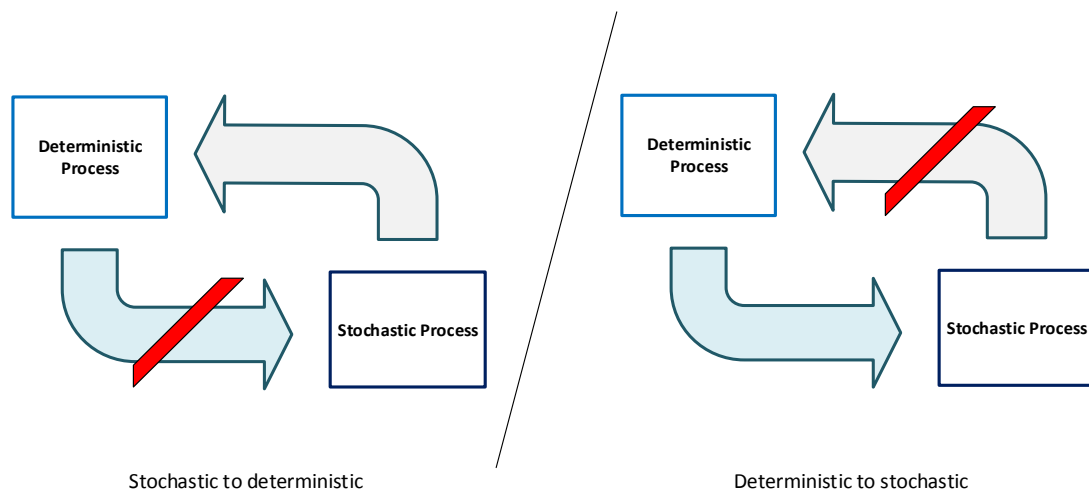 Deterministic
Process
Stochastic Process
Stochastic to deterministic
Deterministic
Process
Stochastic Process
Deterministic to stochastic